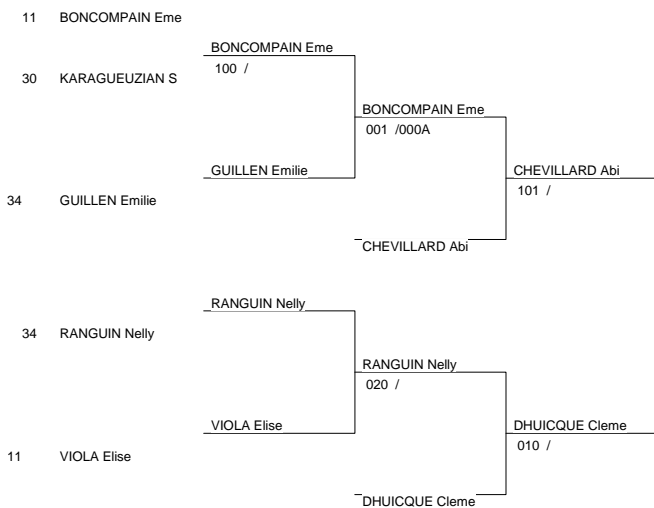 11 BONCOMPAIN Eme
BONCOMPAIN Eme
100 /
30 KARAGUEUZIAN S
BONCOMPAIN Eme
001 /000A
GUILLEN Emilie
CHEVILLARD Abi
101 /
34 GUILLEN Emilie
CHEVILLARD Abi
RANGUIN Nelly
34 RANGUIN Nelly
RANGUIN Nelly
020 /
VIOLA Elise
DHUICQUE Cleme
010 /
11 VIOLA Elise
DHUICQUE Cleme